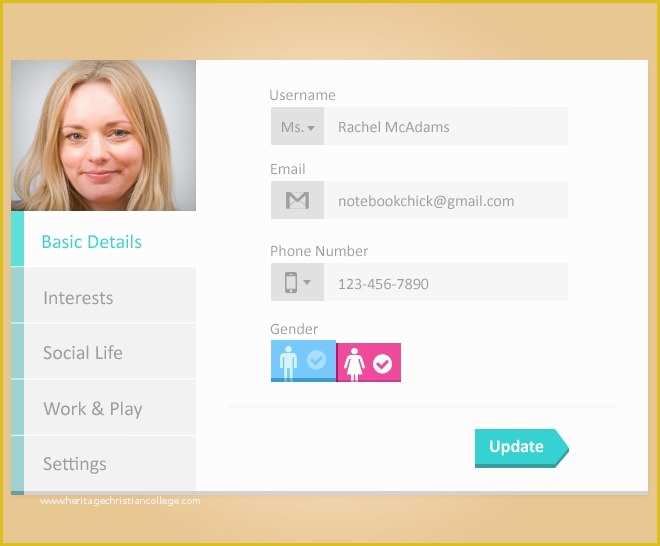 Username
Ms. Rachel McAdams
Email
notebookchick@gmail.com
Phone Number
123-456-7890
Gender
Update
Basic Details
Interests
Social Life
Work & Play
Settings
www.heritagechristiancollege.com